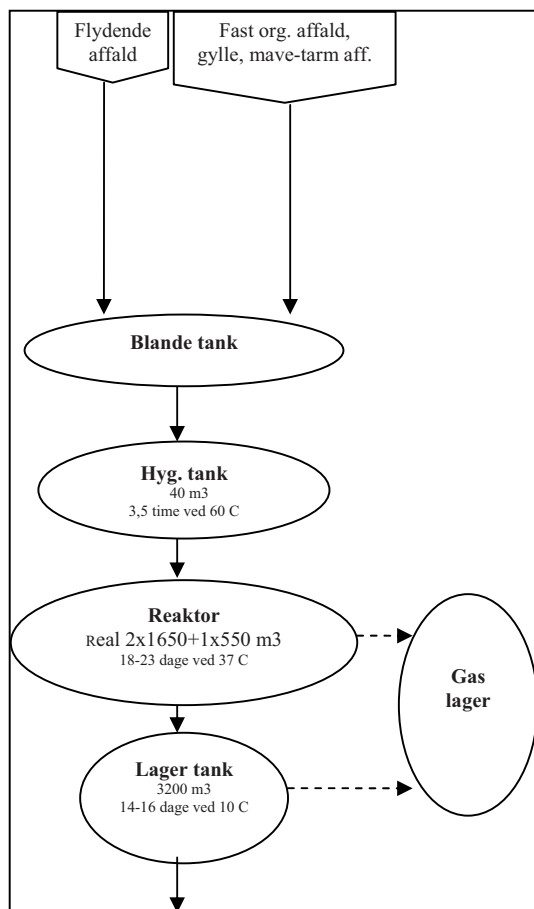 Flydende
affald
Fast org. affald,
gylle, mave-tarm aff.
Blande tank
Hyg. tank
40 m3
3,5 time ved 60 C
Reaktor
Real 2x1650+1x550 m3
18-23 dage ved 37 C
Gas
lager
Lager tank
3200 m3
14-16 dage ved 10 C